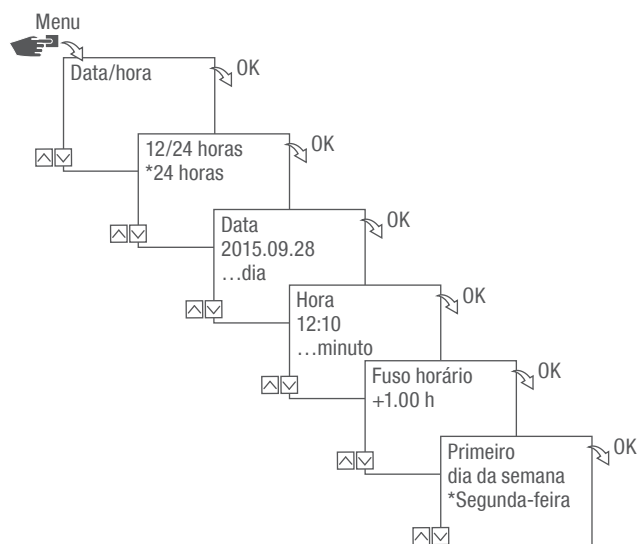 Menu
Data/hora
OK
12/24 horas
*24 horas
OK
Data
2015.09.28
…dia
OK
Hora
12:10
…minuto
OK
Fuso horário
+1.00 h
OK
Primeiro
dia da semana
*Segunda-feira
OK